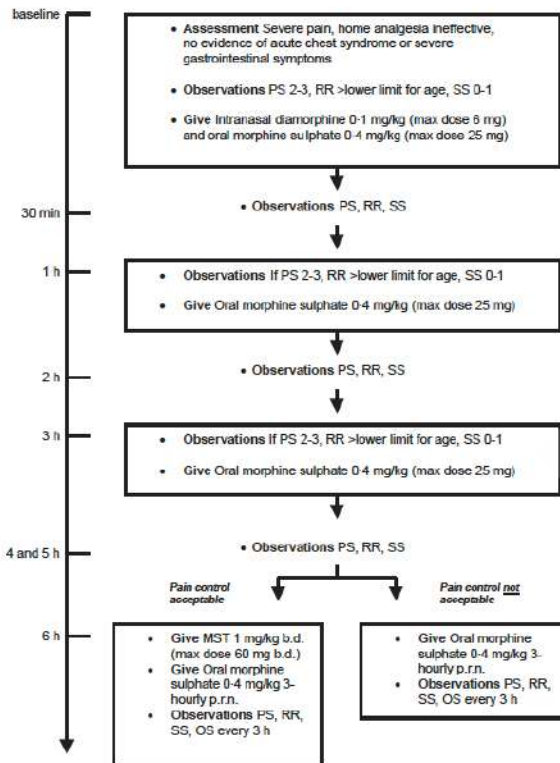 baseline
• Assessment Severe pain, home analgesia ineffective,
no evidence of acute chest syndrome or severe
gastrointestinal symptoms
• Observations PS 2-3, RR >lower limit for age, SS 0-1
• Give Intranasal diamorphine 0·1 mg/kg (max dose 6 mg)
and oral morphine sulphate 0·4 mg/kg (max dose 25 mg)
30 min
• Observations PS, RR, SS
1 h
• Observations If PS 2-3, RR >lower limit for age, SS 0-1
• Give Oral morphine sulphate 0·4 mg/kg (max dose 25 mg)
2 h
• Observations PS, RR, SS
3 h
• Observations If PS 2-3, RR >lower limit for age, SS 0-1
• Give Oral morphine sulphate 0·4 mg/kg (max dose 25 mg)
4 and 5 h
• Observations PS, RR, SS
Pain control
acceptable
Pain control not
acceptable
6 h
• Give MST 1 mg/kg b.d.
(max dose 60 mg b.d.)
• Give Oral morphine
sulphate 0·4 mg/kg 3-
hourly p.r.n.
• Observations PS, RR,
SS, OS every 3 h
• Give Oral morphine
sulphate 0·4 mg/kg 3-
hourly p.r.n.
• Observations PS, RR,
SS, OS every 3 h